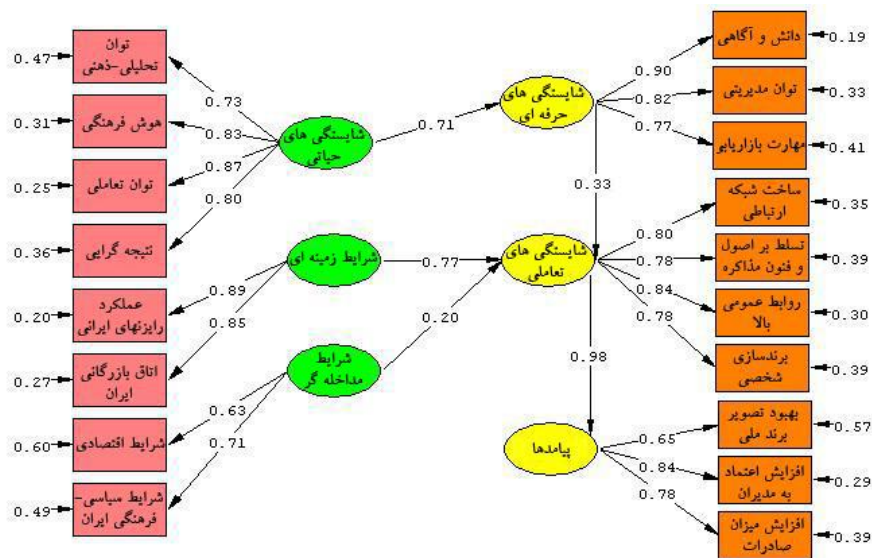 توان
تحلیلی-ذهنی
هوش فرهنگی
توان تعاملی
نتیجه گرایی
عملکرد
رایزنهای ایرانی
اتاق بازرگانی
ایران
شرایط اقتصادی
شرایط سیاسی-
فرهنگی ایران
0.47
0.31
0.25
0.36
0.20
0.27
0.60
0.49
0.73
0.83
0.87
0.80
0.89
0.85
0.63
0.71
شایستگی های
حیاتی
شرایط زمینه ای
شرایط
مداخله گر
0.71
0.77
0.20
شایستگی های
حرفه ای
0.33
شایستگی های
تعاملی
0.98
پیامدها
0.90
0.82
0.77
0.80
0.78
0.84
0.78
0.65
0.84
0.78
دانش و آگاهی
توان مدیریتی
مهارت بازاریابو
ساخت شبکه
ارتباطی
تسلط بر اصول
و فنون مذاکره
روابط عمومی
بالا
برندسازی
شخصی
بهبود تصویر
برند ملی
افزایش اعتماد
به مدیران
افزایش میزان
صادرات
0.19
0.33
0.41
0.35
0.39
0.30
0.39
0.57
0.29
0.39